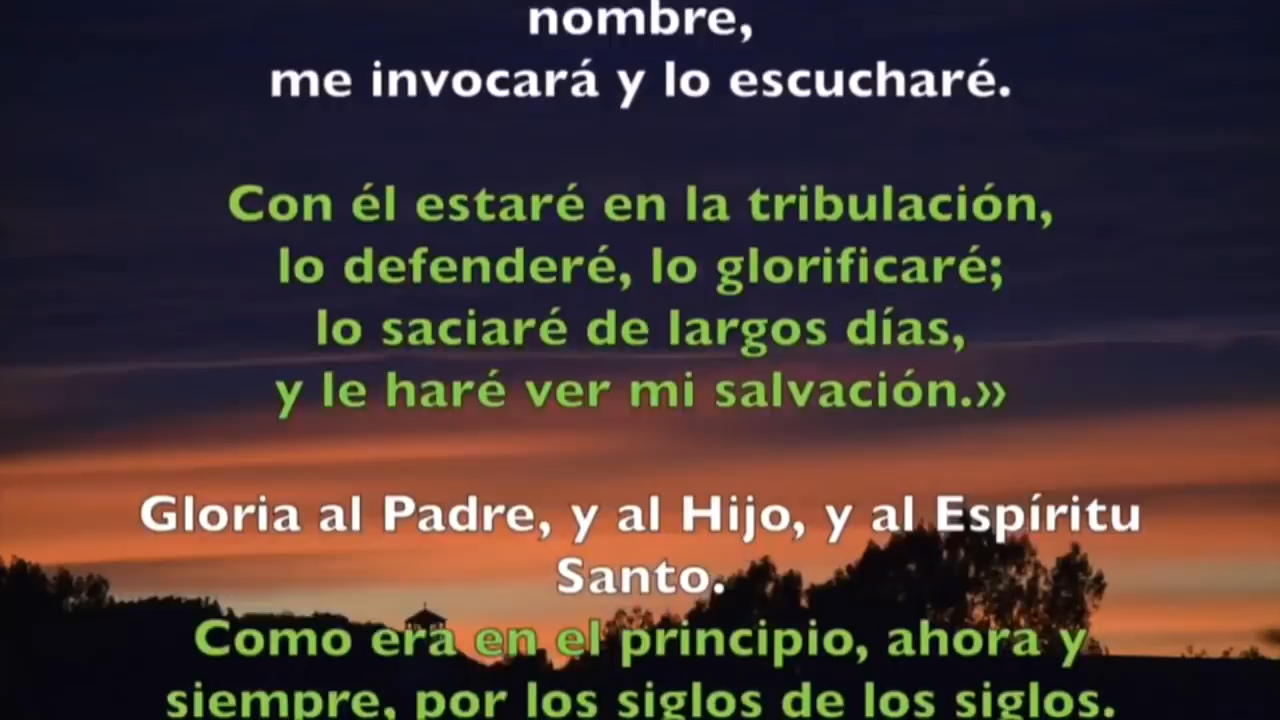 nombre,
me invocará y lo escucharé.
Con él estaré en la tribulación,
lo defenderé, lo glorificaré;
lo saciaré de largos días,
y le haré ver mi salvación.»
Gloria al Padre, y al Hijo, y al Espíritu
Santo.
Como era en el principio, ahora y
siempre, por los siglos de los siglos.